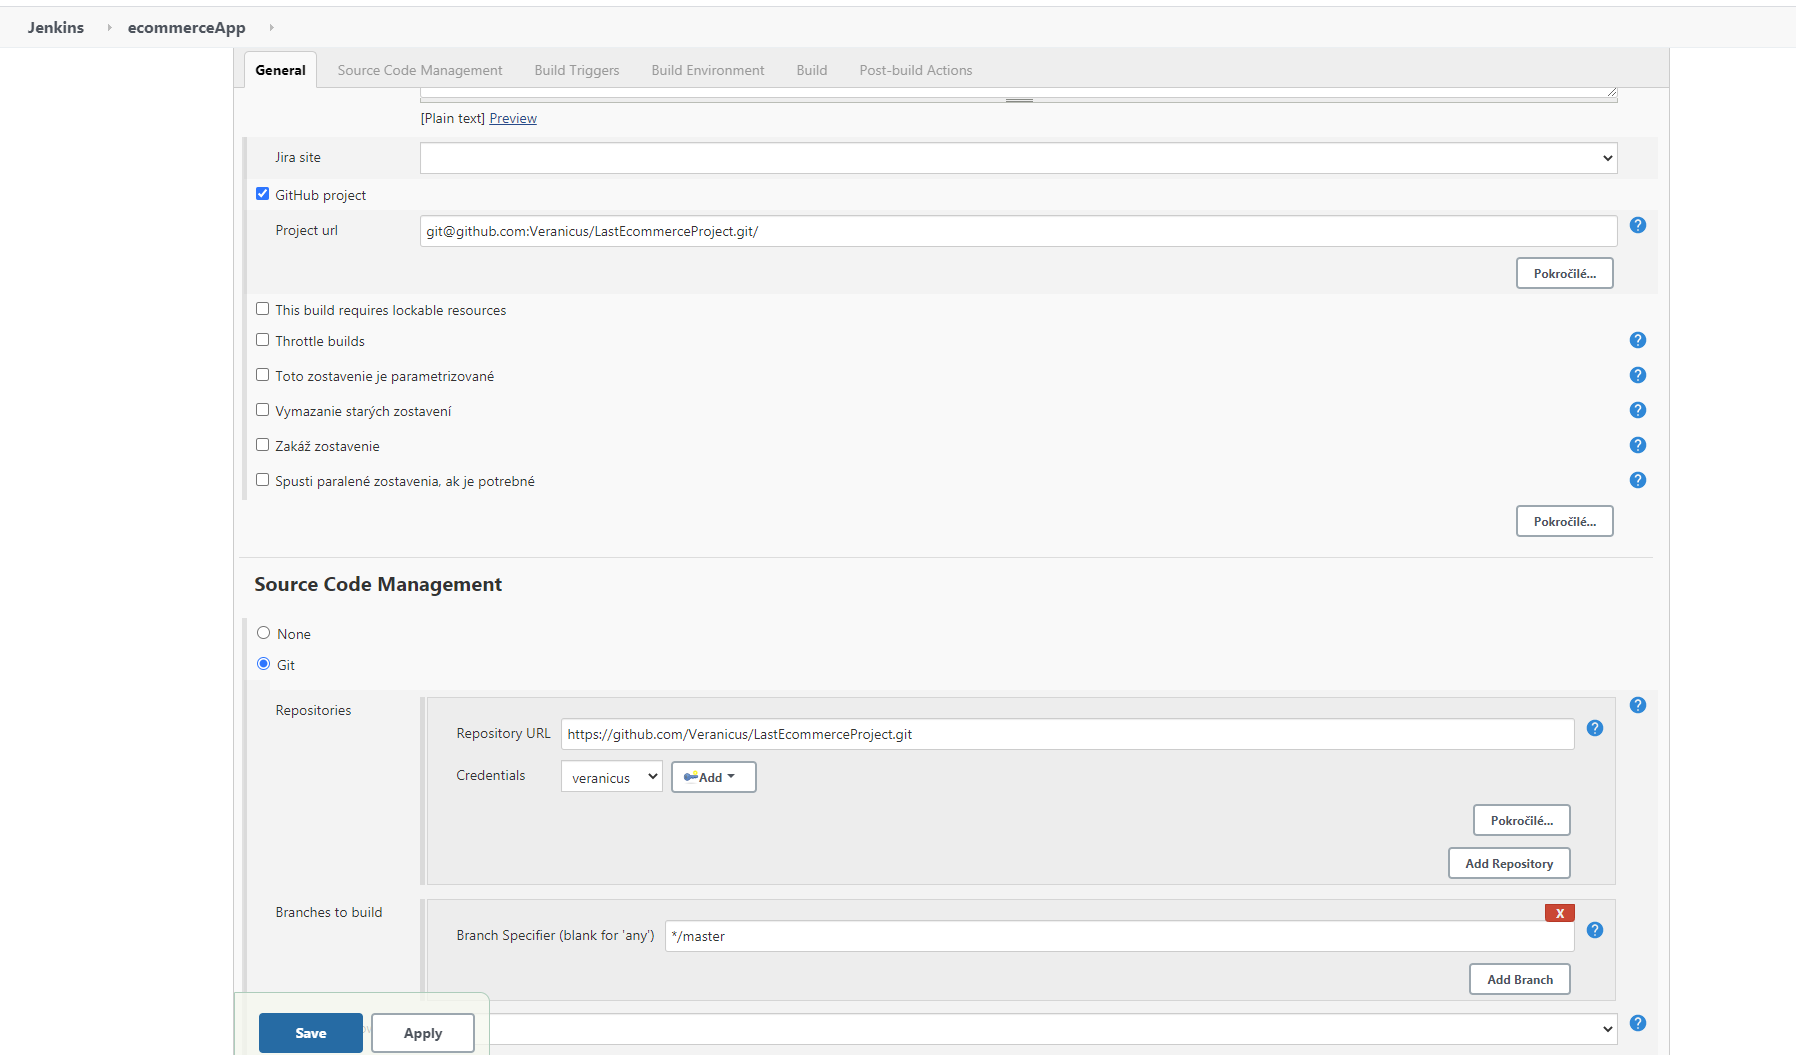 Jenkins ecommerceApp
General Source Code Management Build Triggers Build Environment Build Post-build Actions
[Plain text] Preview
Jira site
GitHub project
Project url git@github.com:Veranicus/LastEcommerceProject.git/
Pokročilé...
This build requires lockable resources
Throttle builds
Toto zostavenie je parametrizované
Vymazanie starých zostavení
Zakáž zostavenie
Spusti paralené zostavenia, ak je potrebné
Pokročilé...
Source Code Management
None
Git
Repositories
Repository URL https://github.com/Veranicus/LastEcommerceProject.git
Credentials veranicus Add
Pokročilé...
Add Repository
Branches to build
X
Branch Specifier (blank for 'any') */master
Add Branch
Save Apply